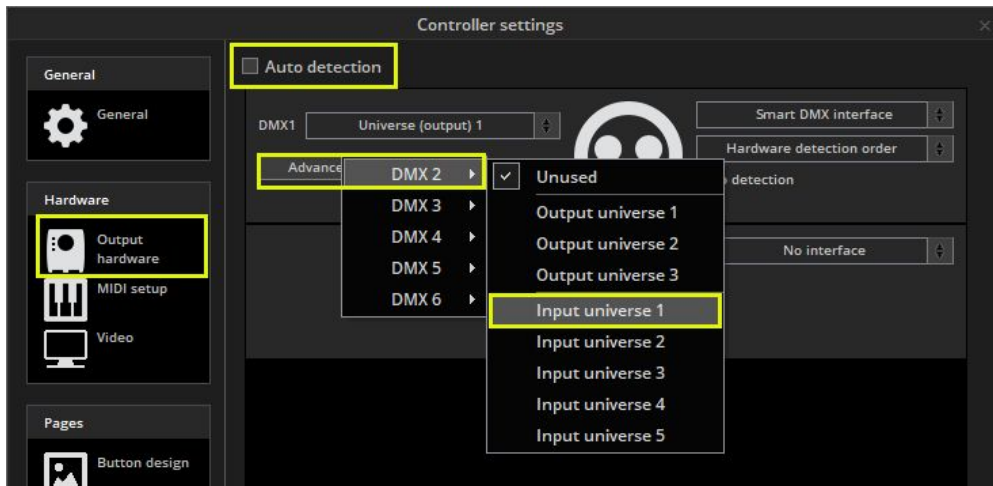 Controller settings
General
General
Hardware
Output
hardware
MIDI setup
Video
Pages
Button design
Auto detection
DMX1
Universe (output) 1
Smart DMX interface
Hardware detection order
detection
No interface
DMX 2
DMX 3
DMX 4
DMX 5
DMX 6
Unused
Output universe 1
Output universe 2
Output universe 3
Input universe 1
Input universe 2
Input universe 3
Input universe 4
Input universe 5